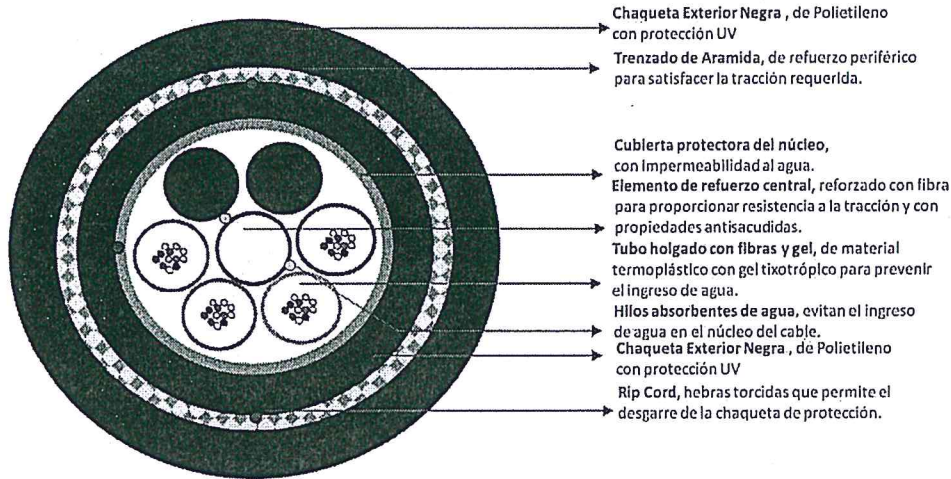 Chaqueta Exterior Negra , de Polietileno
con protección UV
Trenzado de Aramida, de refuerzo periférico
para satisfacer la tracción requerida.
Cubierta protectora del núcleo,
con impermeabilidad al agua.
Elemento de refuerzo central, reforzado con fibra
para proporcionar resistencia a la tracción y con
propiedades antisacudidas.
Tubo holgado con fibras y gel, de material
termoplástico con gel tixotrópico para prevenir
el ingreso de agua.
Hilos absorbentes de agua, evitan el ingreso
de agua en el núcleo del cable.
Chaqueta Exterior Negra , de Polietileno
con protección UV
Rip Cord, hebras torcidas que permite el
desgarre de la chaqueta de protección.